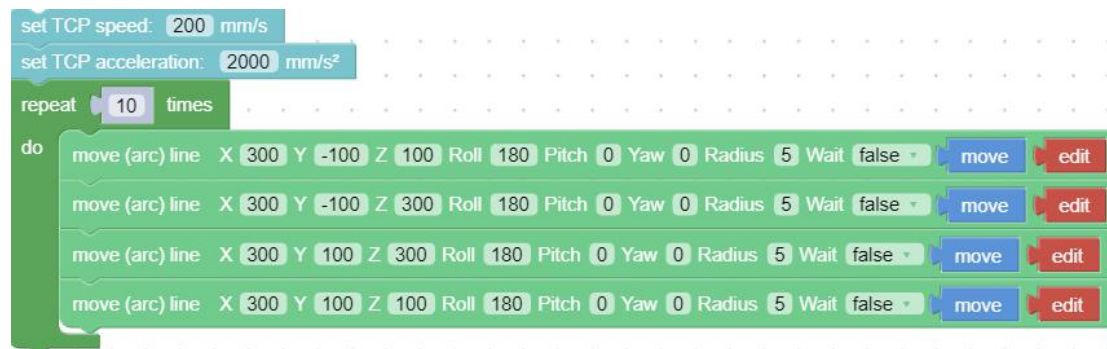 set TCP speed: 200 mm/s
set TCP acceleration: 2000 mm/s²
repeat 10 times
do
move (arc) line X 300 Y -100 Z 100 Roll 180 Pitch 0 Yaw 0 Radius 5 Wait false move edit
move (arc) line X 300 Y -100 Z 300 Roll 180 Pitch 0 Yaw 0 Radius 5 Wait false move edit
move (arc) line X 300 Y 100 Z 300 Roll 180 Pitch 0 Yaw 0 Radius 5 Wait false move edit
move (arc) line X 300 Y 100 Z 100 Roll 180 Pitch 0 Yaw 0 Radius 5 Wait false move edit